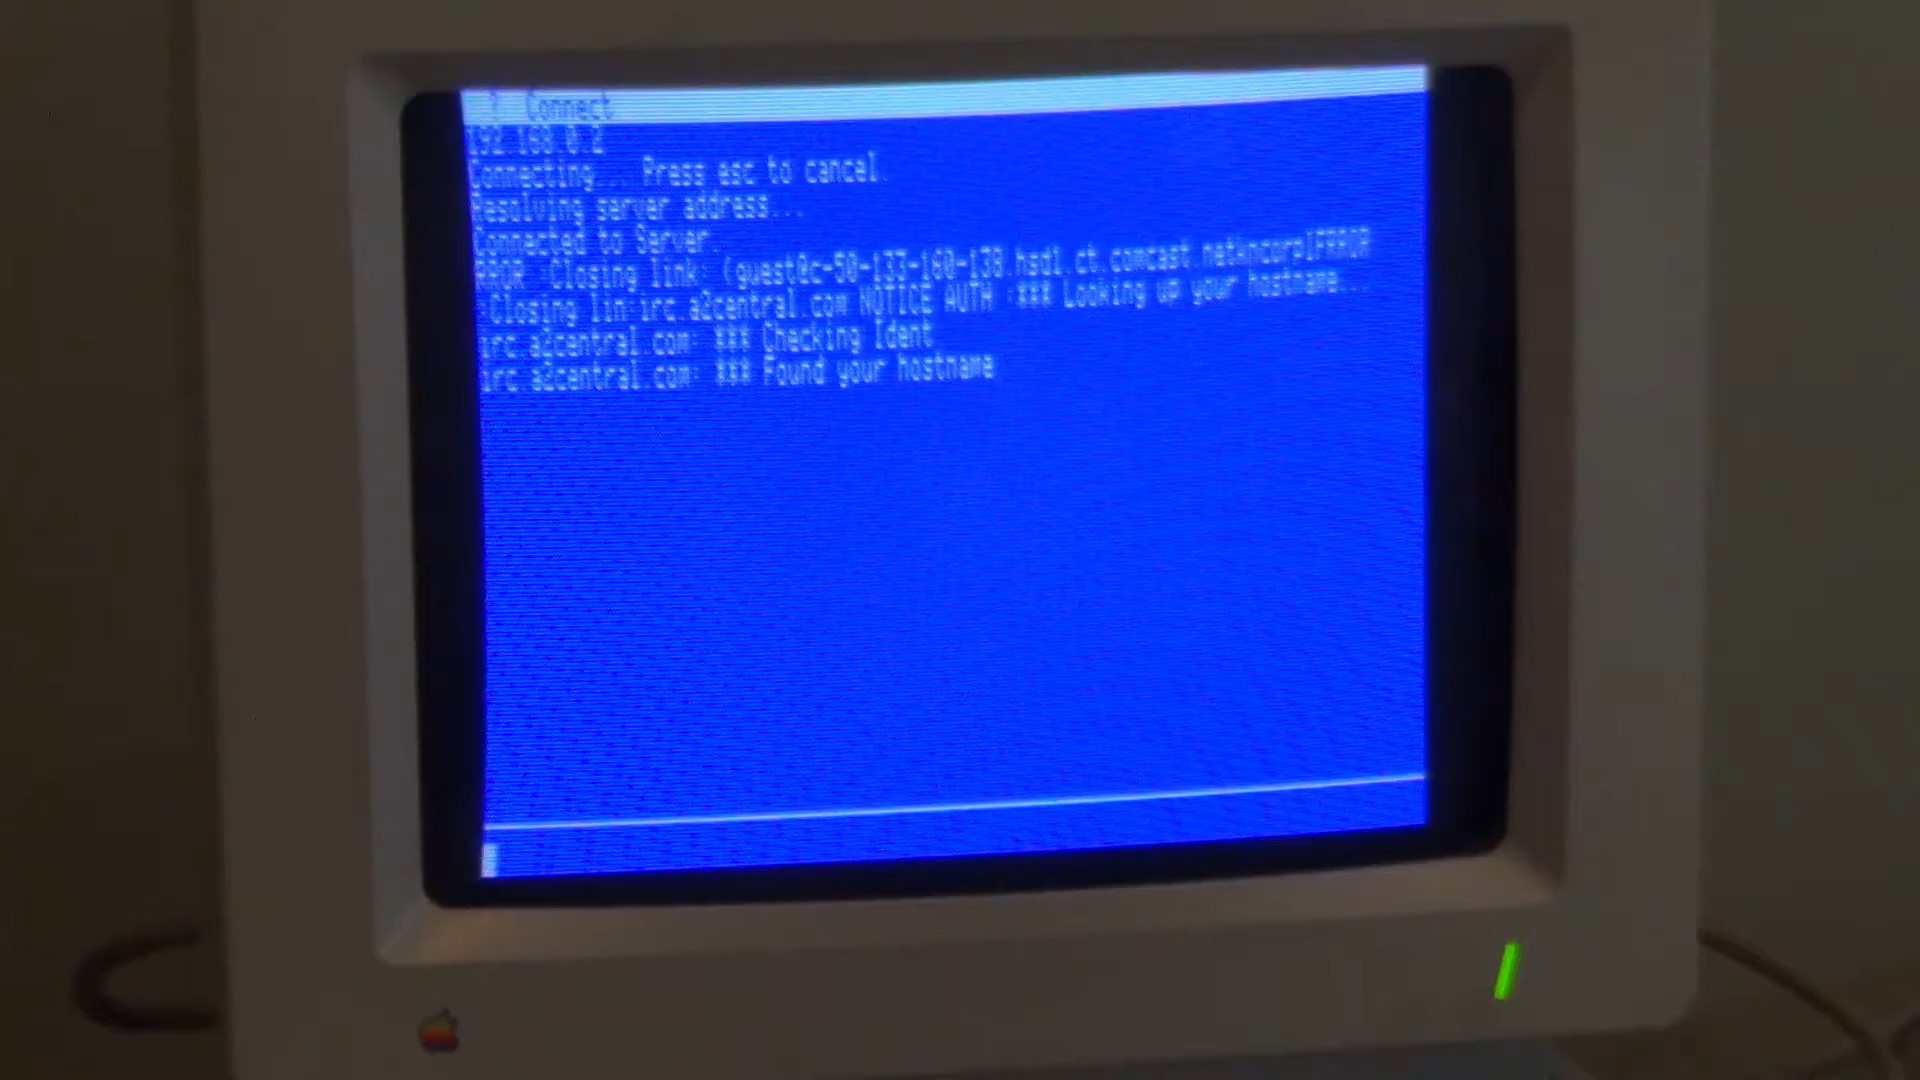 ? Connect
192.168.0.2
Connecting... Press esc to cancel.
Resolving server address...
Connected to Server.
RROR :Closing link: (guest@c-50-133-160-138.hsd1.ct.comcast.net
:Closing lin:irc.a2central.com NOTICE AUTH :*** Looking up your hostname...
irc.a2central.com: *** Checking Ident
irc.a2central.com: *** Found your hostname